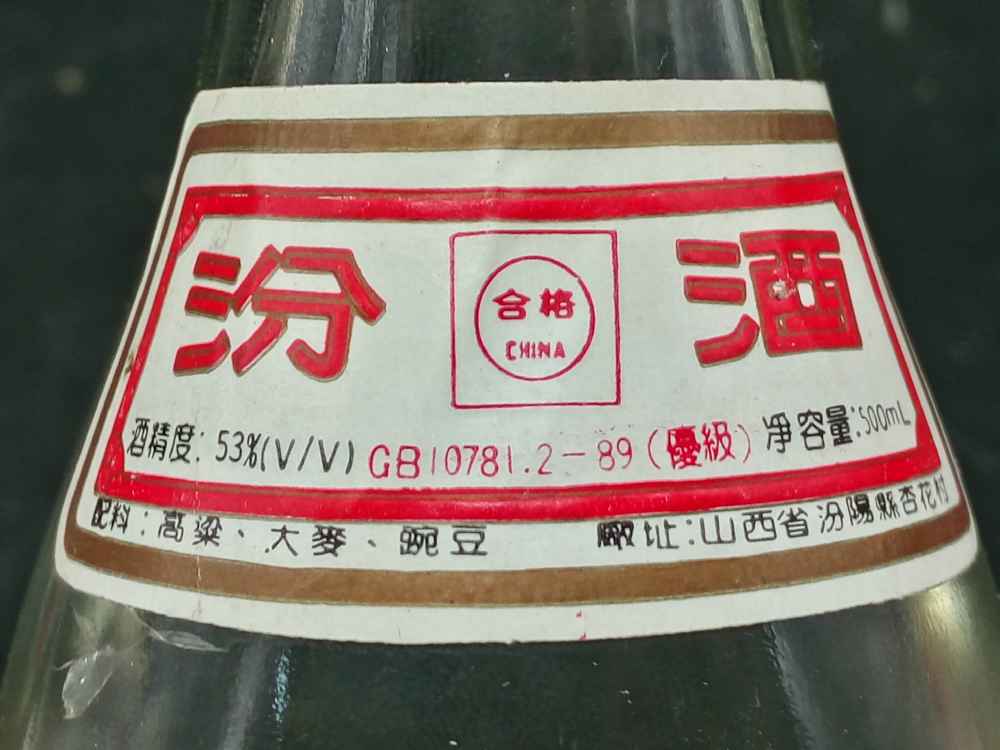 汾酒
合格
CHINA
酒精度: 53%(V/V) GB10781.2-89(優級) 净容量:500mL
配料:高粱、大麥、豌豆 廠址:山西省汾陽縣杏花村